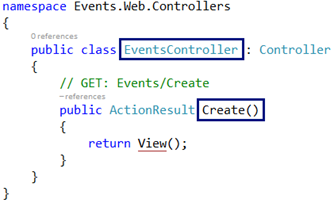 namespace Events.Web.Controllers
{
0 references
public class EventsController : Controller
{
// GET: Events/Create
~references
public ActionResult Create()
{
return View();
}
}
}